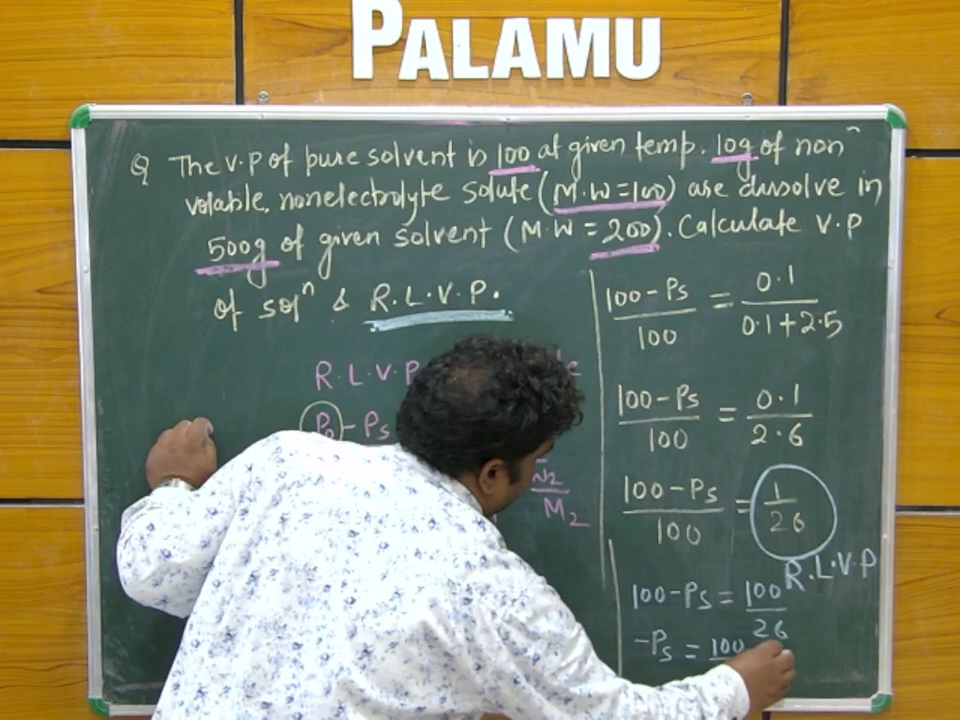 PALAMU
Q The V.P of pure solvent is 100 at given temp. 10g of non
volable, nonelectrolyte solute (M.W=100) are dissolve in
500g of given solvent (M.W=200). Calculate V.P
of solⁿ & R.L.V.P.
R.L.V.P
P₀-Ps
M₂
100-Ps/100 = 0.1/0.1+2.5
100-Ps/100 = 0.1/2.6
100-Ps/100 = 1/26
R.L.V.P
100-Ps = 100/26
-Ps = 100